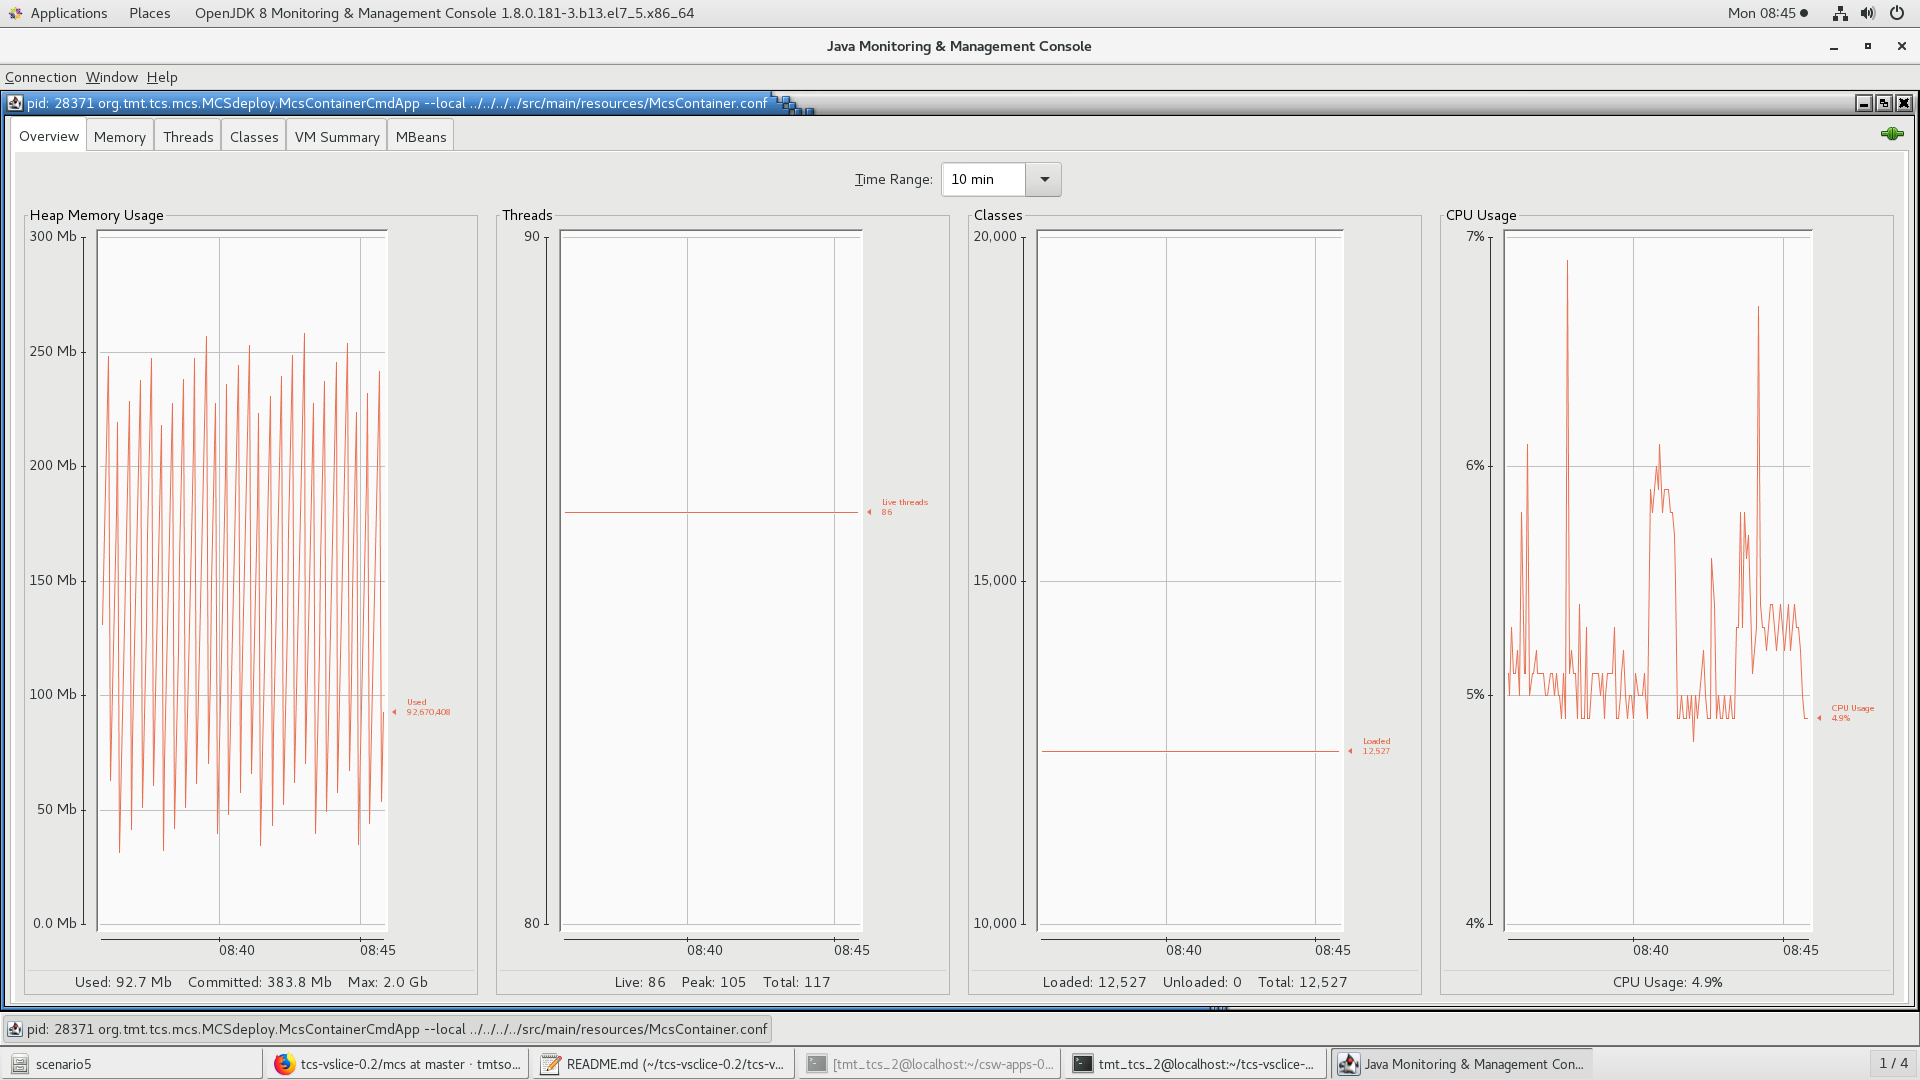 Applications Places OpenJDK 8 Monitoring & Management Console 1.8.0.181-3.b13.el7_5.x86_64 Mon 08:45
Java Monitoring & Management Console
Connection Window Help
pid: 28371 org.tmt.tcs.mcs.MCSdeploy.McsContainerCmdApp --local ../../../../src/main/resources/McsContainer.conf
Overview Memory Threads Classes VM Summary MBeans
Time Range: 10 min
Heap Memory Usage
300 Mb
250 Mb
200 Mb
150 Mb
100 Mb
50 Mb
0.0 Mb
Used
92,670,408
08:40 08:45
Used: 92.7 Mb Committed: 383.8 Mb Max: 2.0 Gb
Threads
90
80
Live threads
86
08:40 08:45
Live: 86 Peak: 105 Total: 117
Classes
20,000
15,000
10,000
Loaded
12,527
08:40 08:45
Loaded: 12,527 Unloaded: 0 Total: 12,527
CPU Usage
7%
6%
5%
4%
CPU Usage
4.9%
08:40 08:45
CPU Usage: 4.9%
pid: 28371 org.tmt.tcs.mcs.MCSdeploy.McsContainerCmdApp --local ../../../../src/main/resources/McsContainer.conf
scenario5 tcs-vslice-0.2/mcs at master · tmtso... README.md (~/tcs-vsclice-0.2/tcs-v... [tmt_tcs_2@localhost:~/csw-apps-0... tmt_tcs_2@localhost:~/tcs-vsclice-... Java Monitoring & Management Con... 1 / 4